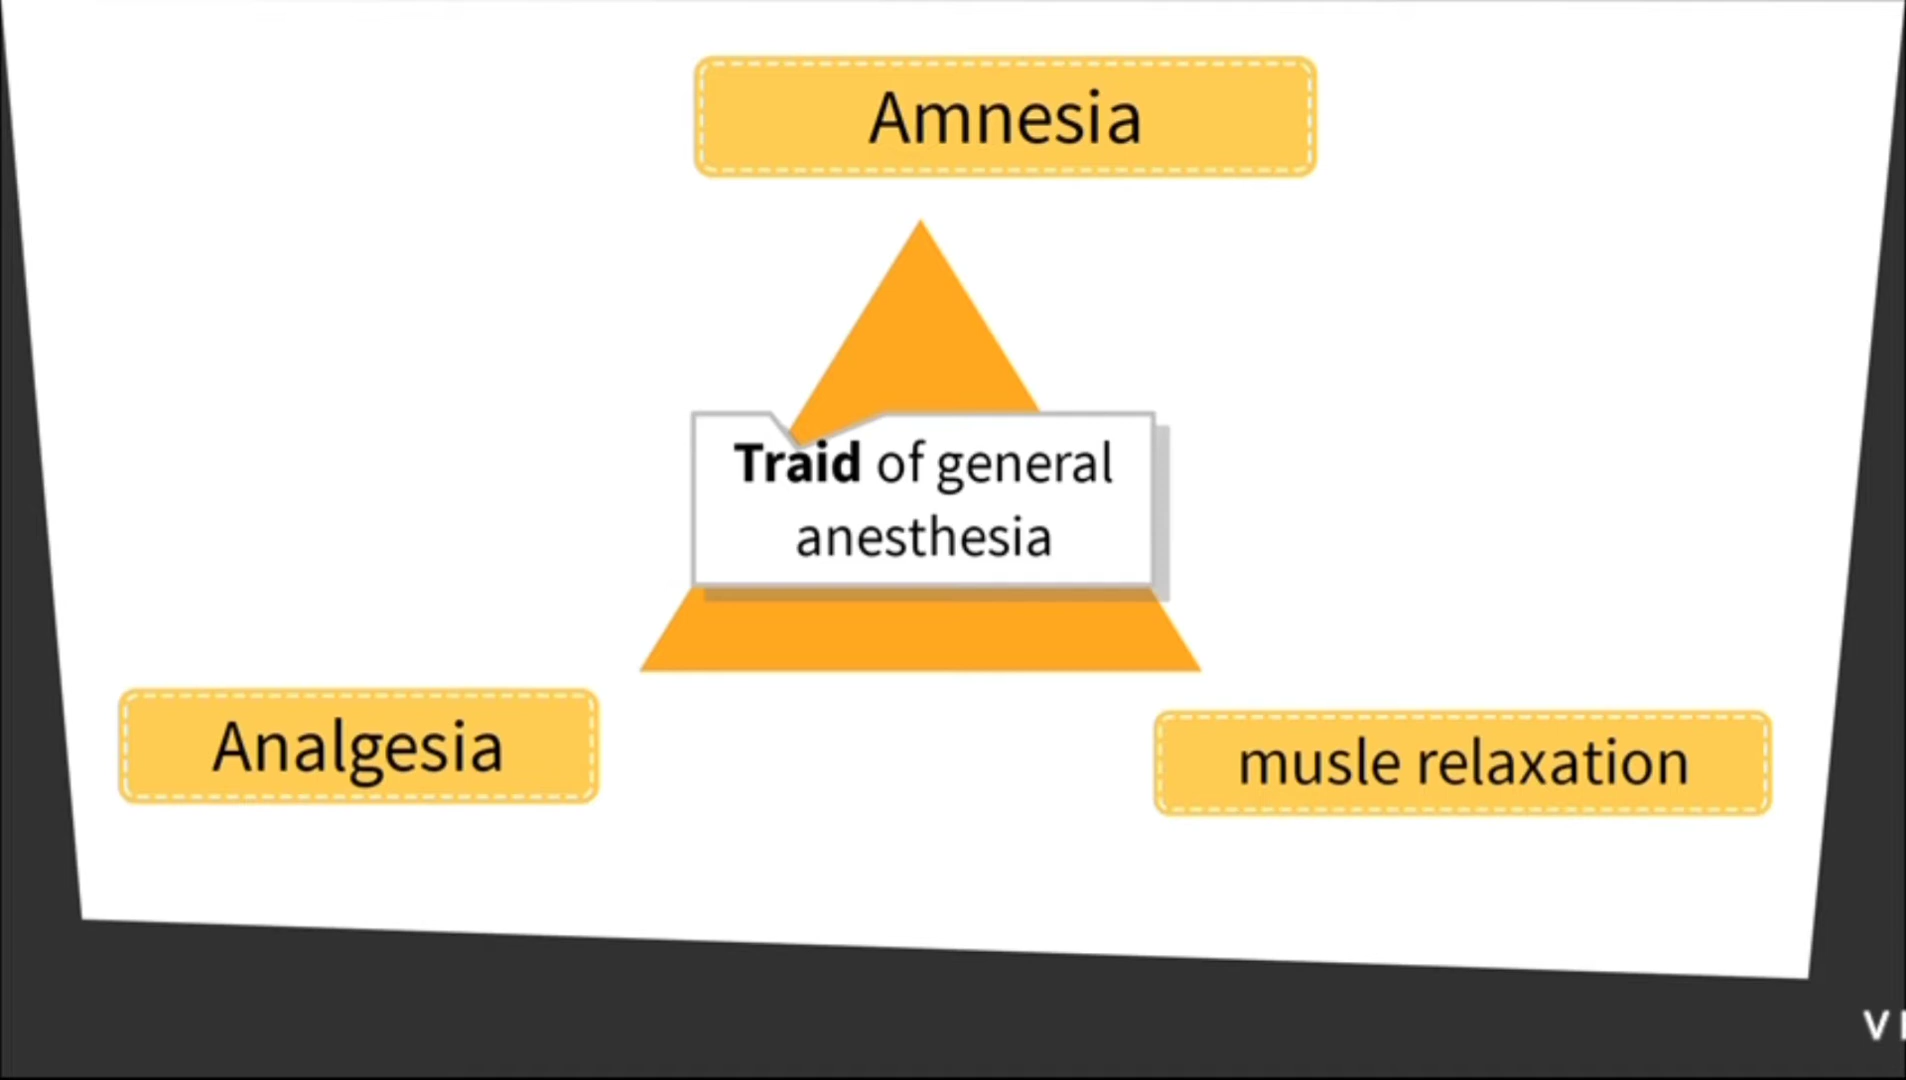 Amnesia
Traid of general
anesthesia
Analgesia
musle relaxation